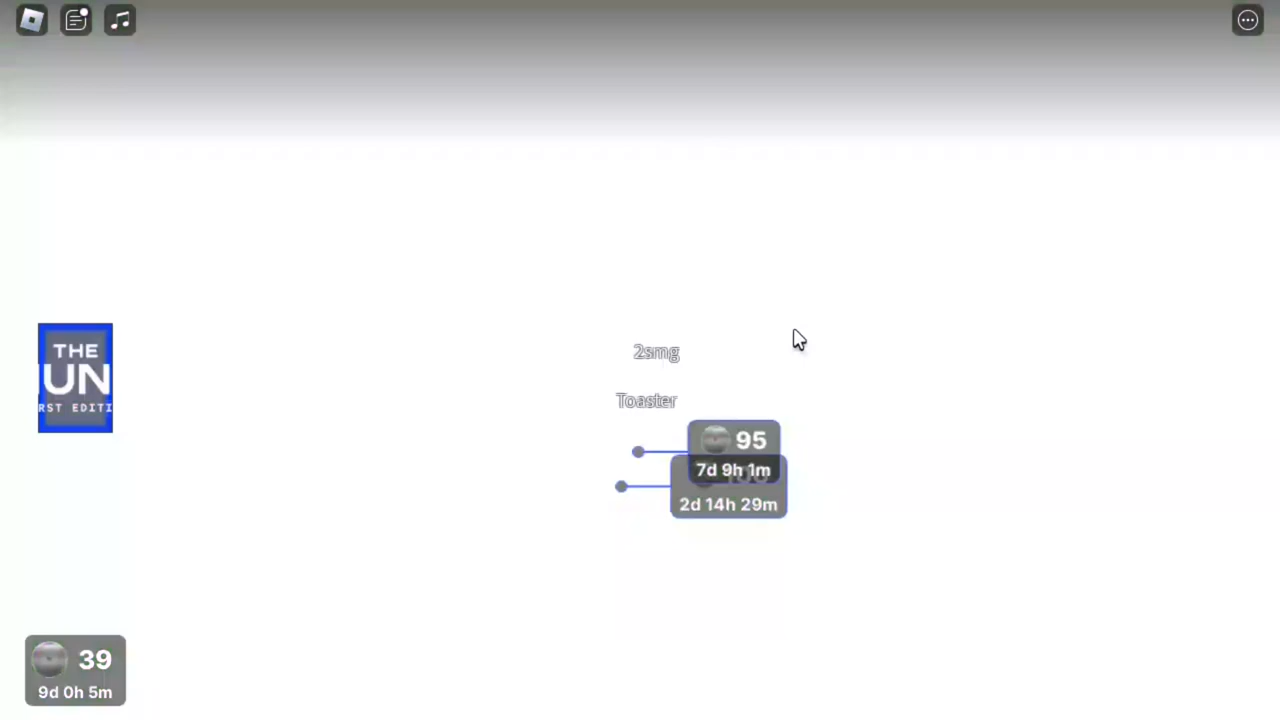 2smg
Toaster
THE
UN
RST EDITI
95
7d 9h 1m
2d 14h 29m
39
9d 0h 5m